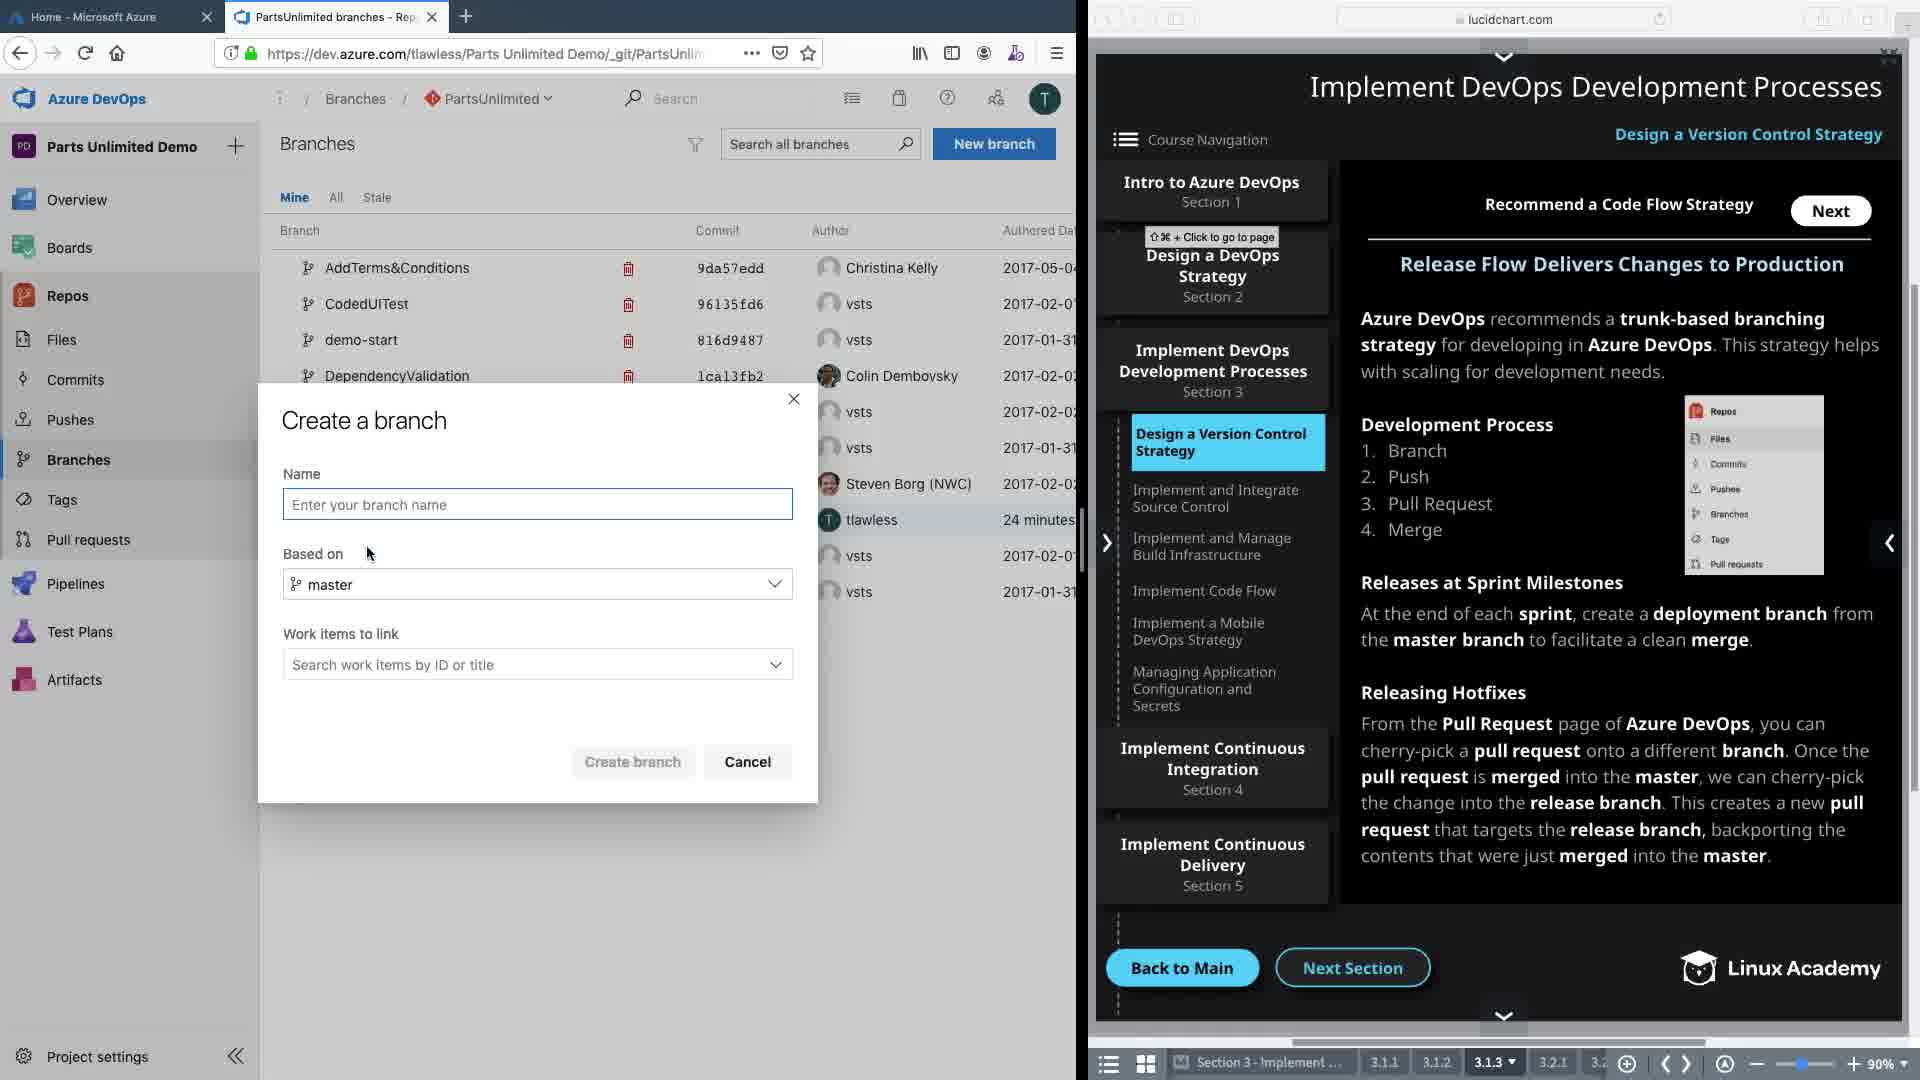 Home - Microsoft Azure
PartsUnlimited branches - Rep
https://dev.azure.com/tlawless/Parts Unlimited Demo/_git/PartsUnlim
Azure DevOps
/ Branches / PartsUnlimited
Search
T
PD Parts Unlimited Demo
Overview
Boards
Repos
Files
Commits
Pushes
Branches
Tags
Pull requests
Pipelines
Test Plans
Artifacts
Project settings
Branches
Search all branches
New branch
Mine All Stale
Branch Commit Author Authored Da
AddTerms&Conditions 9da57edd Christina Kelly 2017-05-04
CodedUITest 96135fd6 vsts 2017-02-0
demo-start 816d9487 vsts 2017-01-31
DependencyValidation 1ca13fb2 Colin Dembovsky 2017-02-02
vsts 2017-02-02
vsts 2017-01-31
Steven Borg (NWC) 2017-02-02
T tlawless 24 minutes
vsts 2017-02-0
vsts 2017-01-31
Create a branch
Name
Enter your branch name
Based on
master
Work items to link
Search work items by ID or title
Create branch
Cancel
lucidchart.com
Implement DevOps Development Processes
Course Navigation
Design a Version Control Strategy
Intro to Azure DevOps
Section 1
⇧⌘ + Click to go to page
Design a DevOps
Strategy
Section 2
Implement DevOps
Development Processes
Section 3
Design a Version Control
Strategy
Implement and Integrate
Source Control
Implement and Manage
Build Infrastructure
Implement Code Flow
Implement a Mobile
DevOps Strategy
Managing Application
Configuration and
Secrets
Implement Continuous
Integration
Section 4
Implement Continuous
Delivery
Section 5
Recommend a Code Flow Strategy
Next
Release Flow Delivers Changes to Production
Azure DevOps recommends a trunk-based branching
strategy for developing in Azure DevOps. This strategy helps
with scaling for development needs.
Development Process
1. Branch
2. Push
3. Pull Request
4. Merge
Repos
Files
Commits
Pushes
Branches
Tags
Pull requests
Releases at Sprint Milestones
At the end of each sprint, create a deployment branch from
the master branch to facilitate a clean merge.
Releasing Hotfixes
From the Pull Request page of Azure DevOps, you can
cherry-pick a pull request onto a different branch. Once the
pull request is merged into the master, we can cherry-pick
the change into the release branch. This creates a new pull
request that targets the release branch, backporting the
contents that were just merged into the master.
Back to Main
Next Section
Linux Academy
Section 3 - Implement ...
3.1.1
3.1.2
3.1.3
3.2.1
3.2
90%